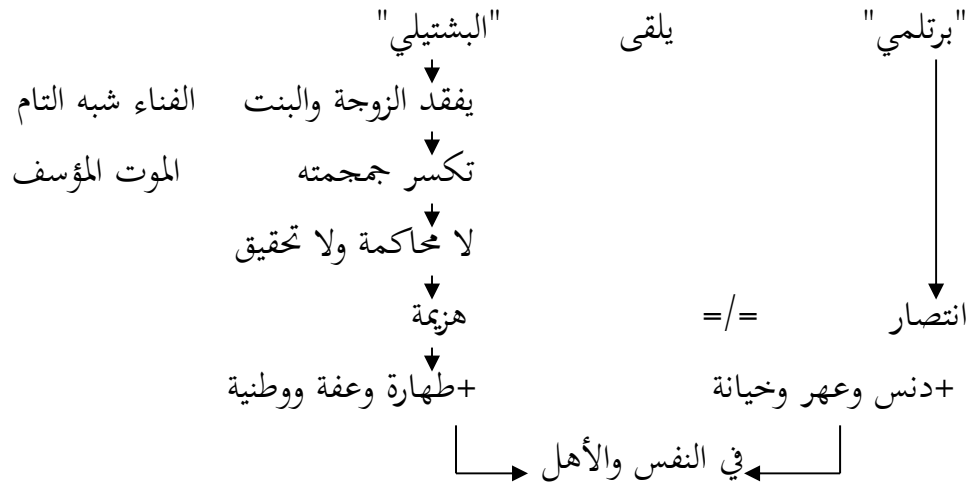 "برتلمي" يلقى "البشتيلي"
يفقد الزوجة والبنت الفناء شبه التام
تكسر جمجمته الموت المؤسف
لا محاكمة ولا تحقيق
انتصار =/= هزيمة
+دنس وعهر وخيانة +طهارة وعفة ووطنية
في النفس والأهل